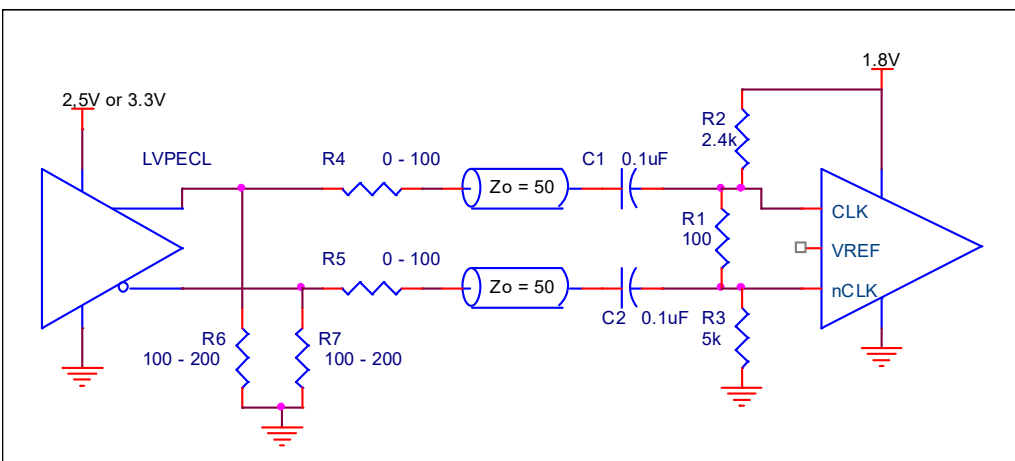 1.8V
2.5V or 3.3V
R2
2.4k
LVPECL
R4 0 - 100
C1 0.1uF
Zo = 50
R1
100
CLK
VREF
nCLK
R5 0 - 100
Zo = 50
C2 0.1uF
R3
5k
R6
100 - 200
R7
100 - 200